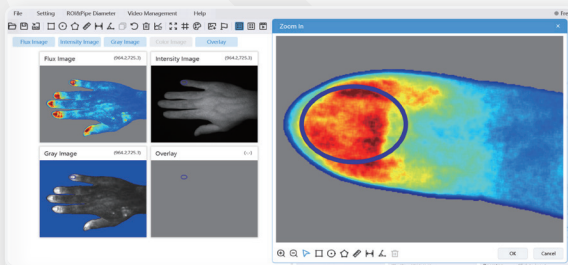 File Setting ROI&Pipe Diameter Video Management Help
Flux Image Intensity Image Gray Image Color Image Overlay
Flux Image (964.2,725.3) Intensity Image (964.2,725.3)
Gray Image (964.2,725.3) Overlay (--,--)
Zoom In ×
OK Cancel